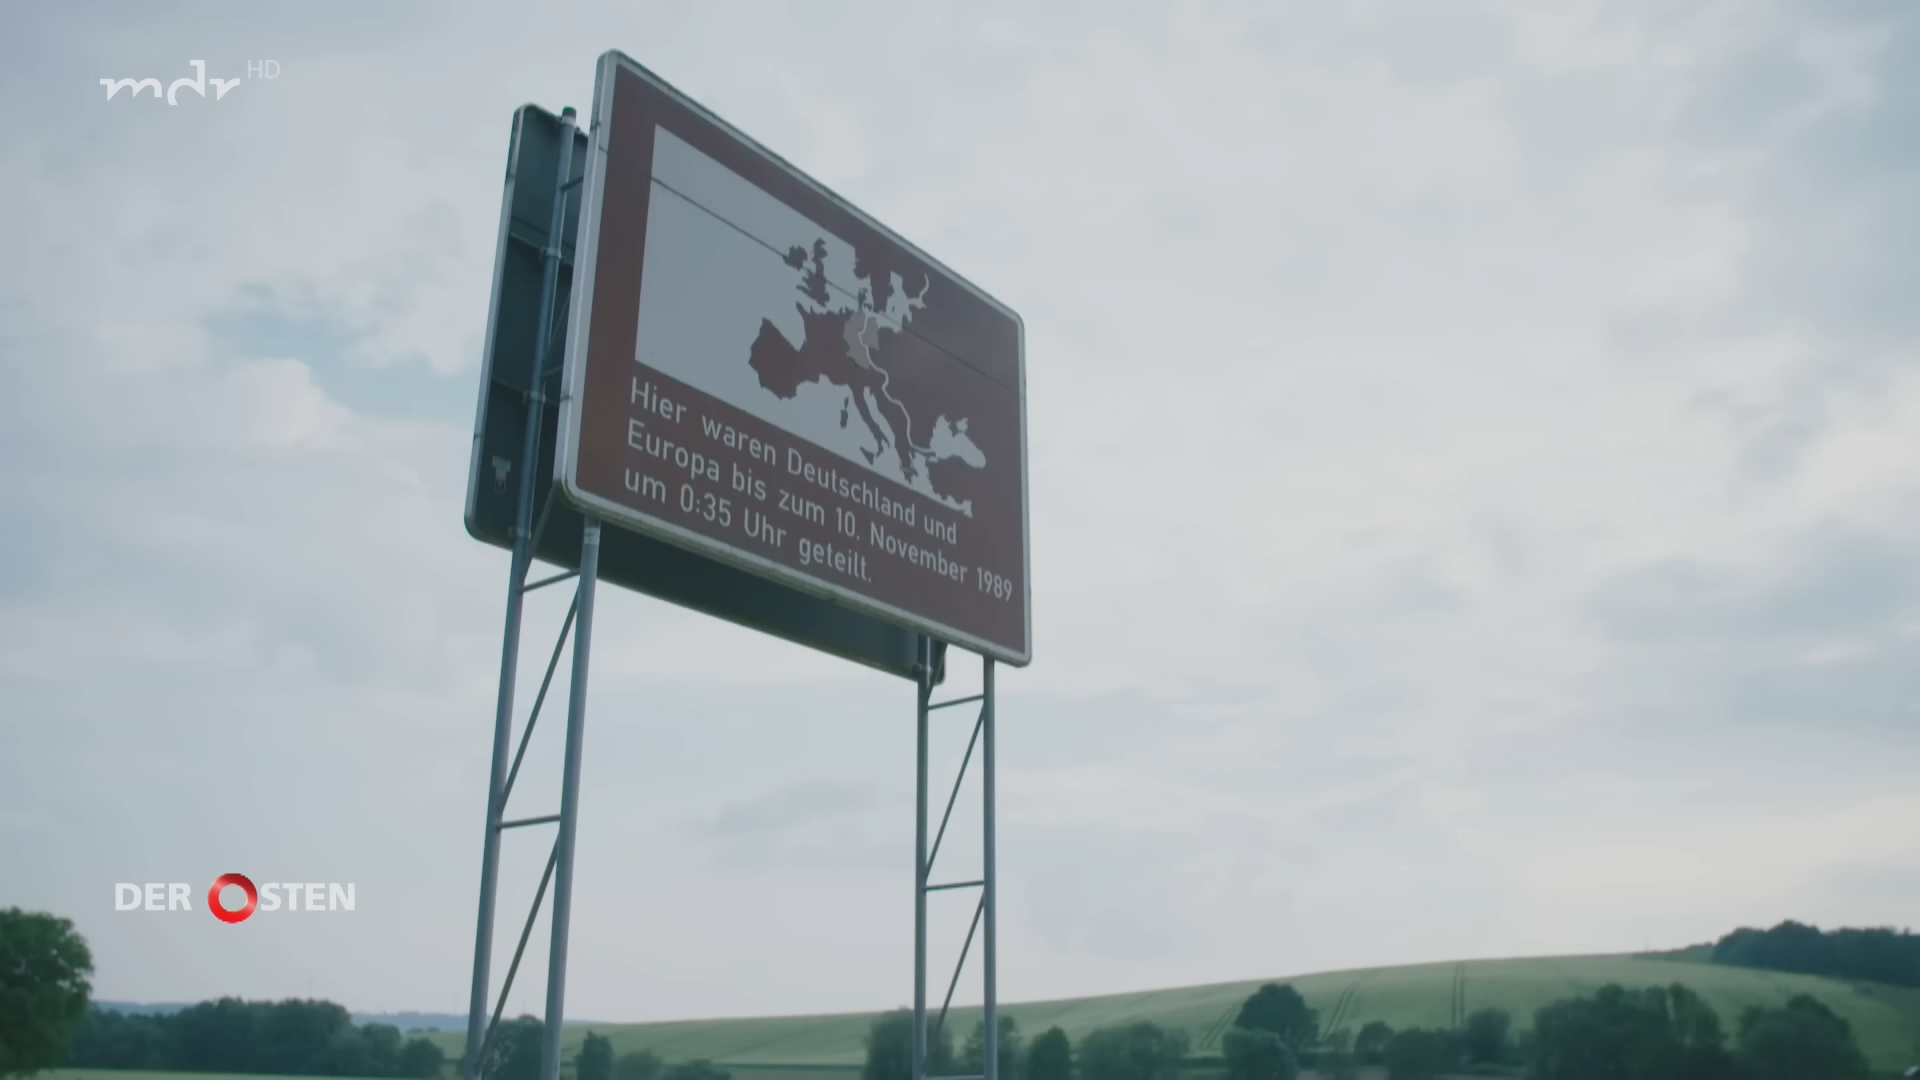 mdr HD
Hier waren Deutschland und
Europa bis zum 10. November 1989
um 0:35 Uhr geteilt.
DER OSTEN